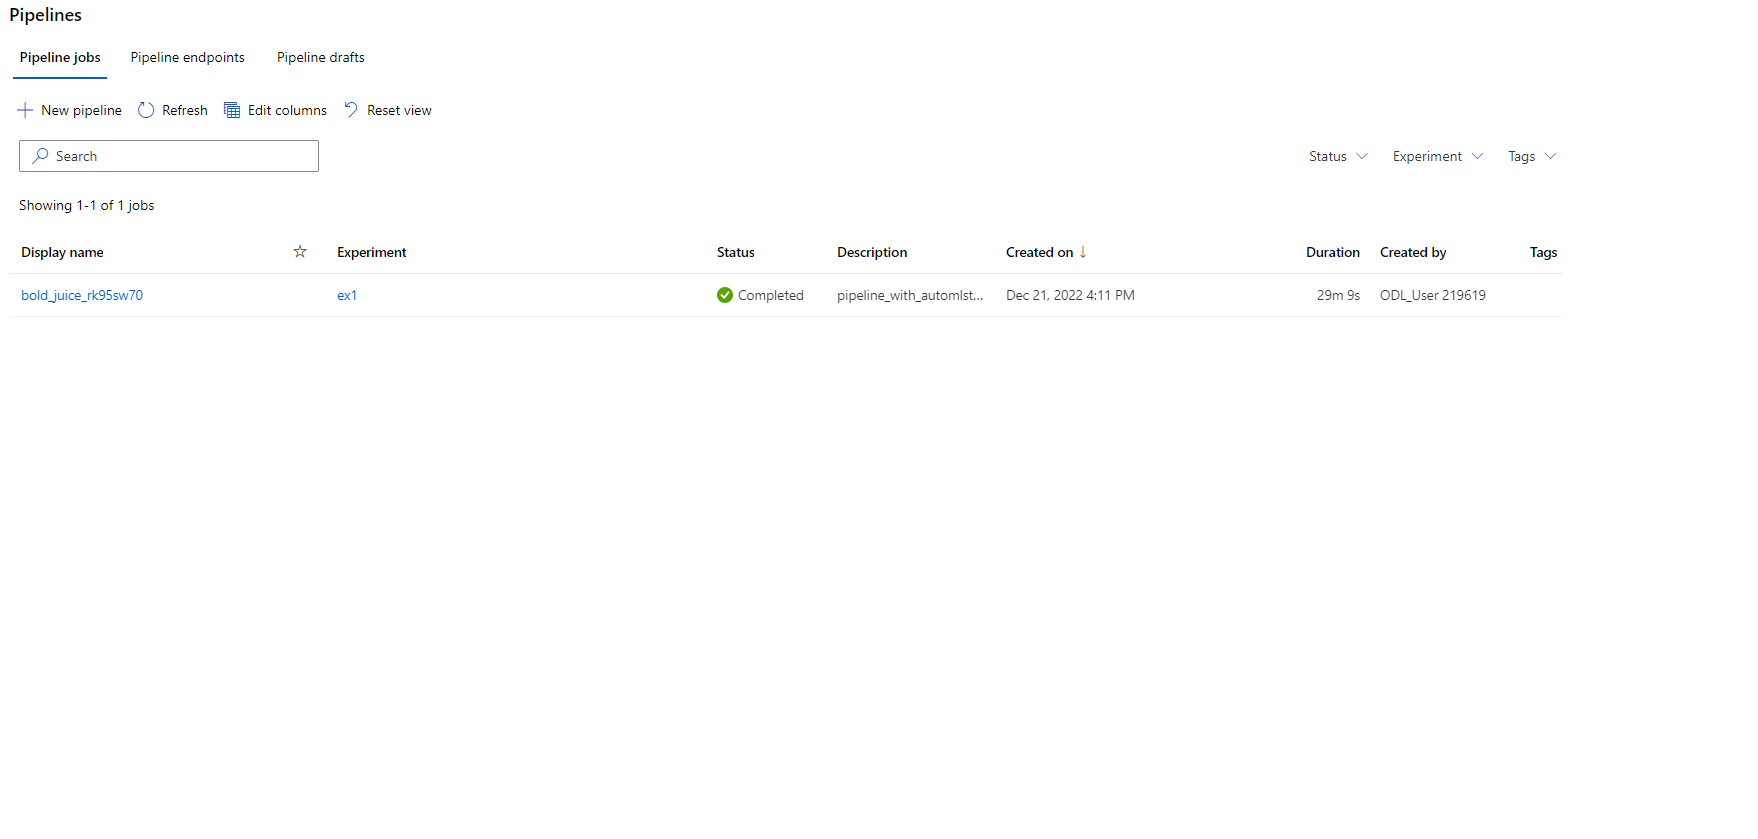 Pipelines
Pipeline jobs Pipeline endpoints Pipeline drafts
New pipeline Refresh Edit columns Reset view
Search Status Experiment Tags
Showing 1-1 of 1 jobs
Display name Experiment Status Description Created on ↓ Duration Created by Tags
bold_juice_rk95sw70 ex1 Completed pipeline_with_automlst... Dec 21, 2022 4:11 PM 29m 9s ODL_User 219619